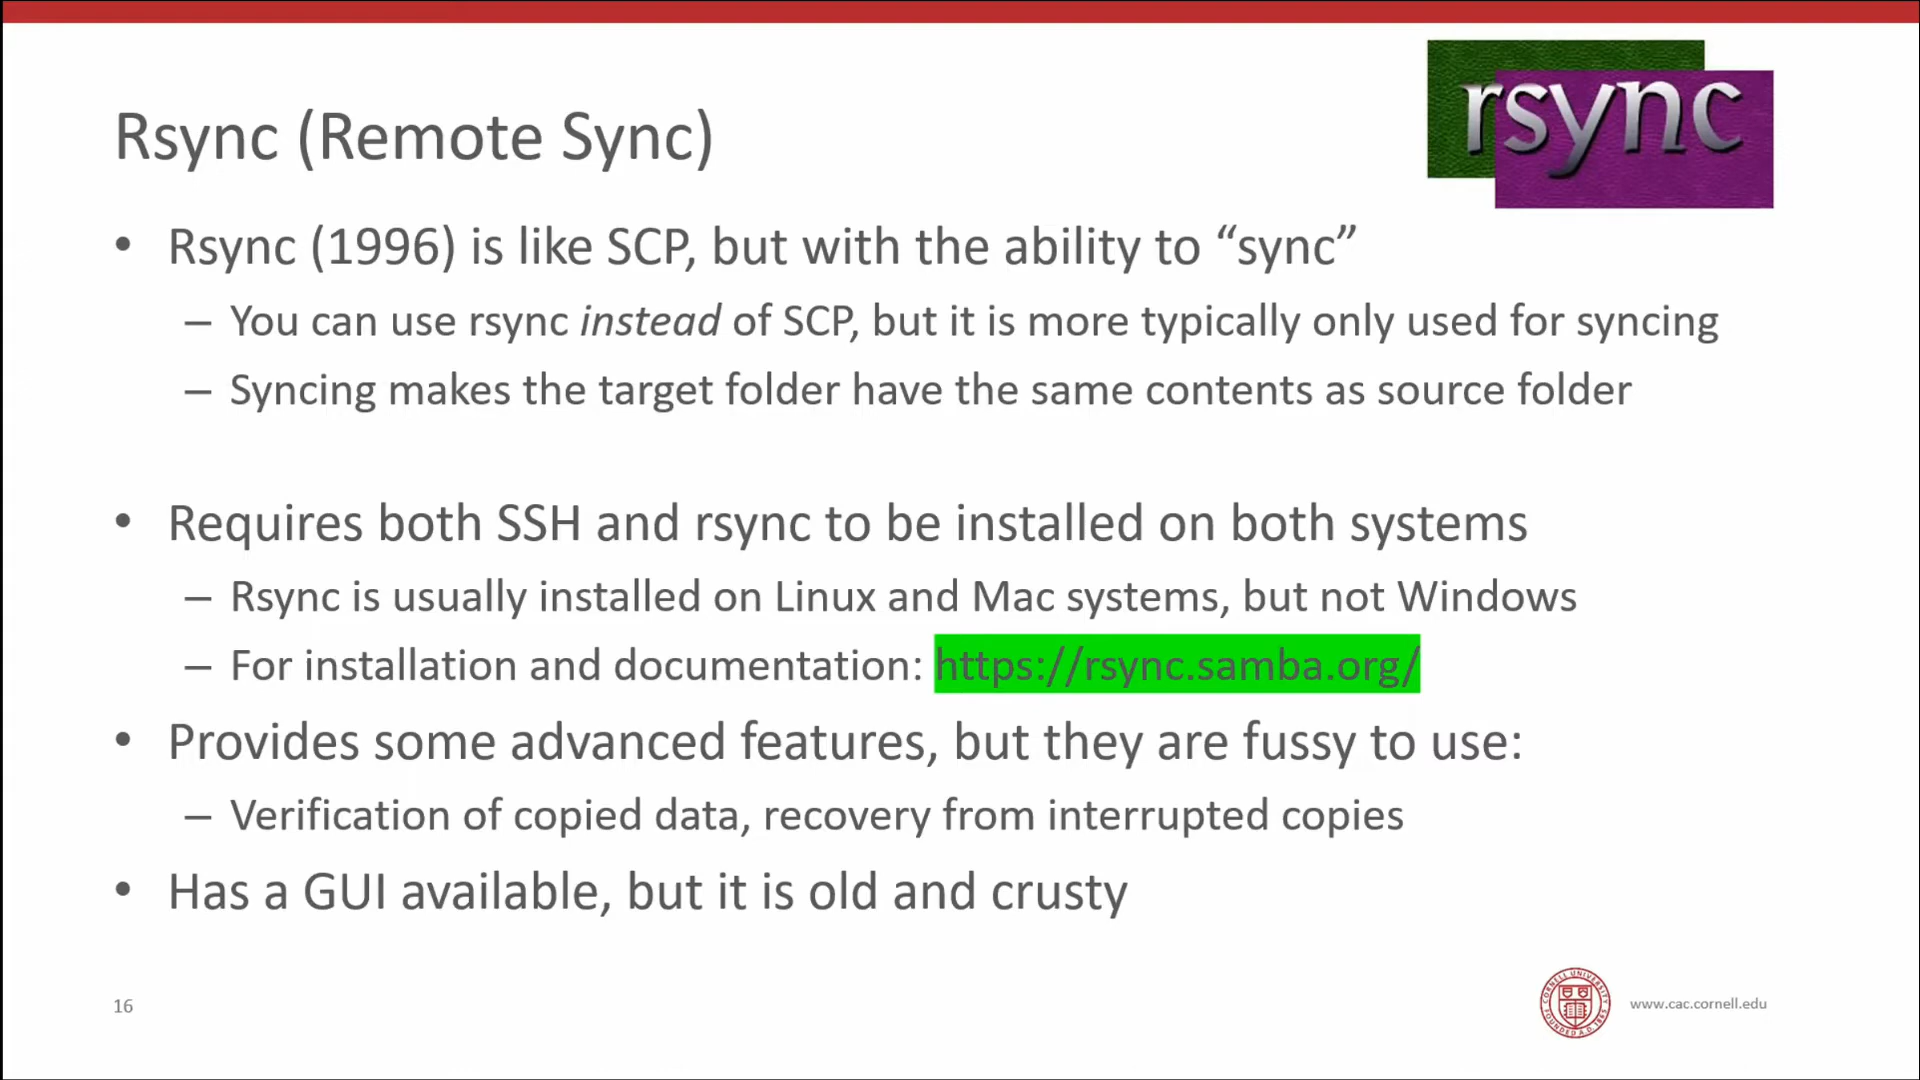 rsync
Rsync (Remote Sync)
• Rsync (1996) is like SCP, but with the ability to “sync”
– You can use rsync instead of SCP, but it is more typically only used for syncing
– Syncing makes the target folder have the same contents as source folder
• Requires both SSH and rsync to be installed on both systems
– Rsync is usually installed on Linux and Mac systems, but not Windows
– For installation and documentation: https://rsync.samba.org/
• Provides some advanced features, but they are fussy to use:
– Verification of copied data, recovery from interrupted copies
• Has a GUI available, but it is old and crusty
16
CORNELL UNIVERSITY
FOUNDED A.D. 1865
www.cac.cornell.edu